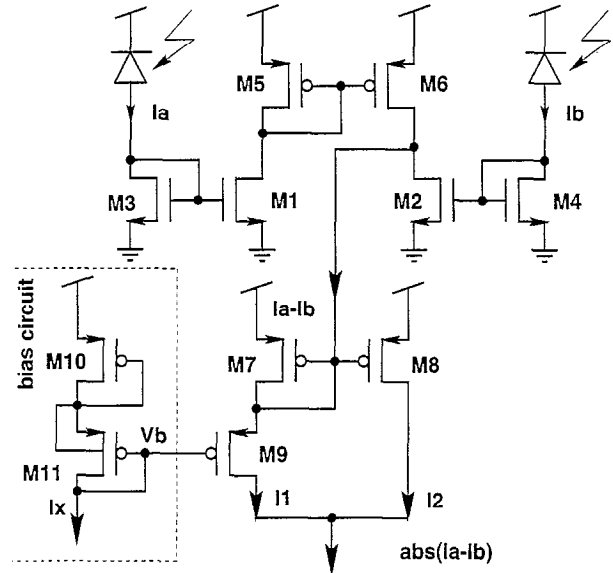 M5
M6
Ia
Ib
M3
M1
M2
M4
bias circuit
Ia-Ib
M10
M7
M8
Vb
M11
M9
Ix
I1
I2
abs(Ia-Ib)